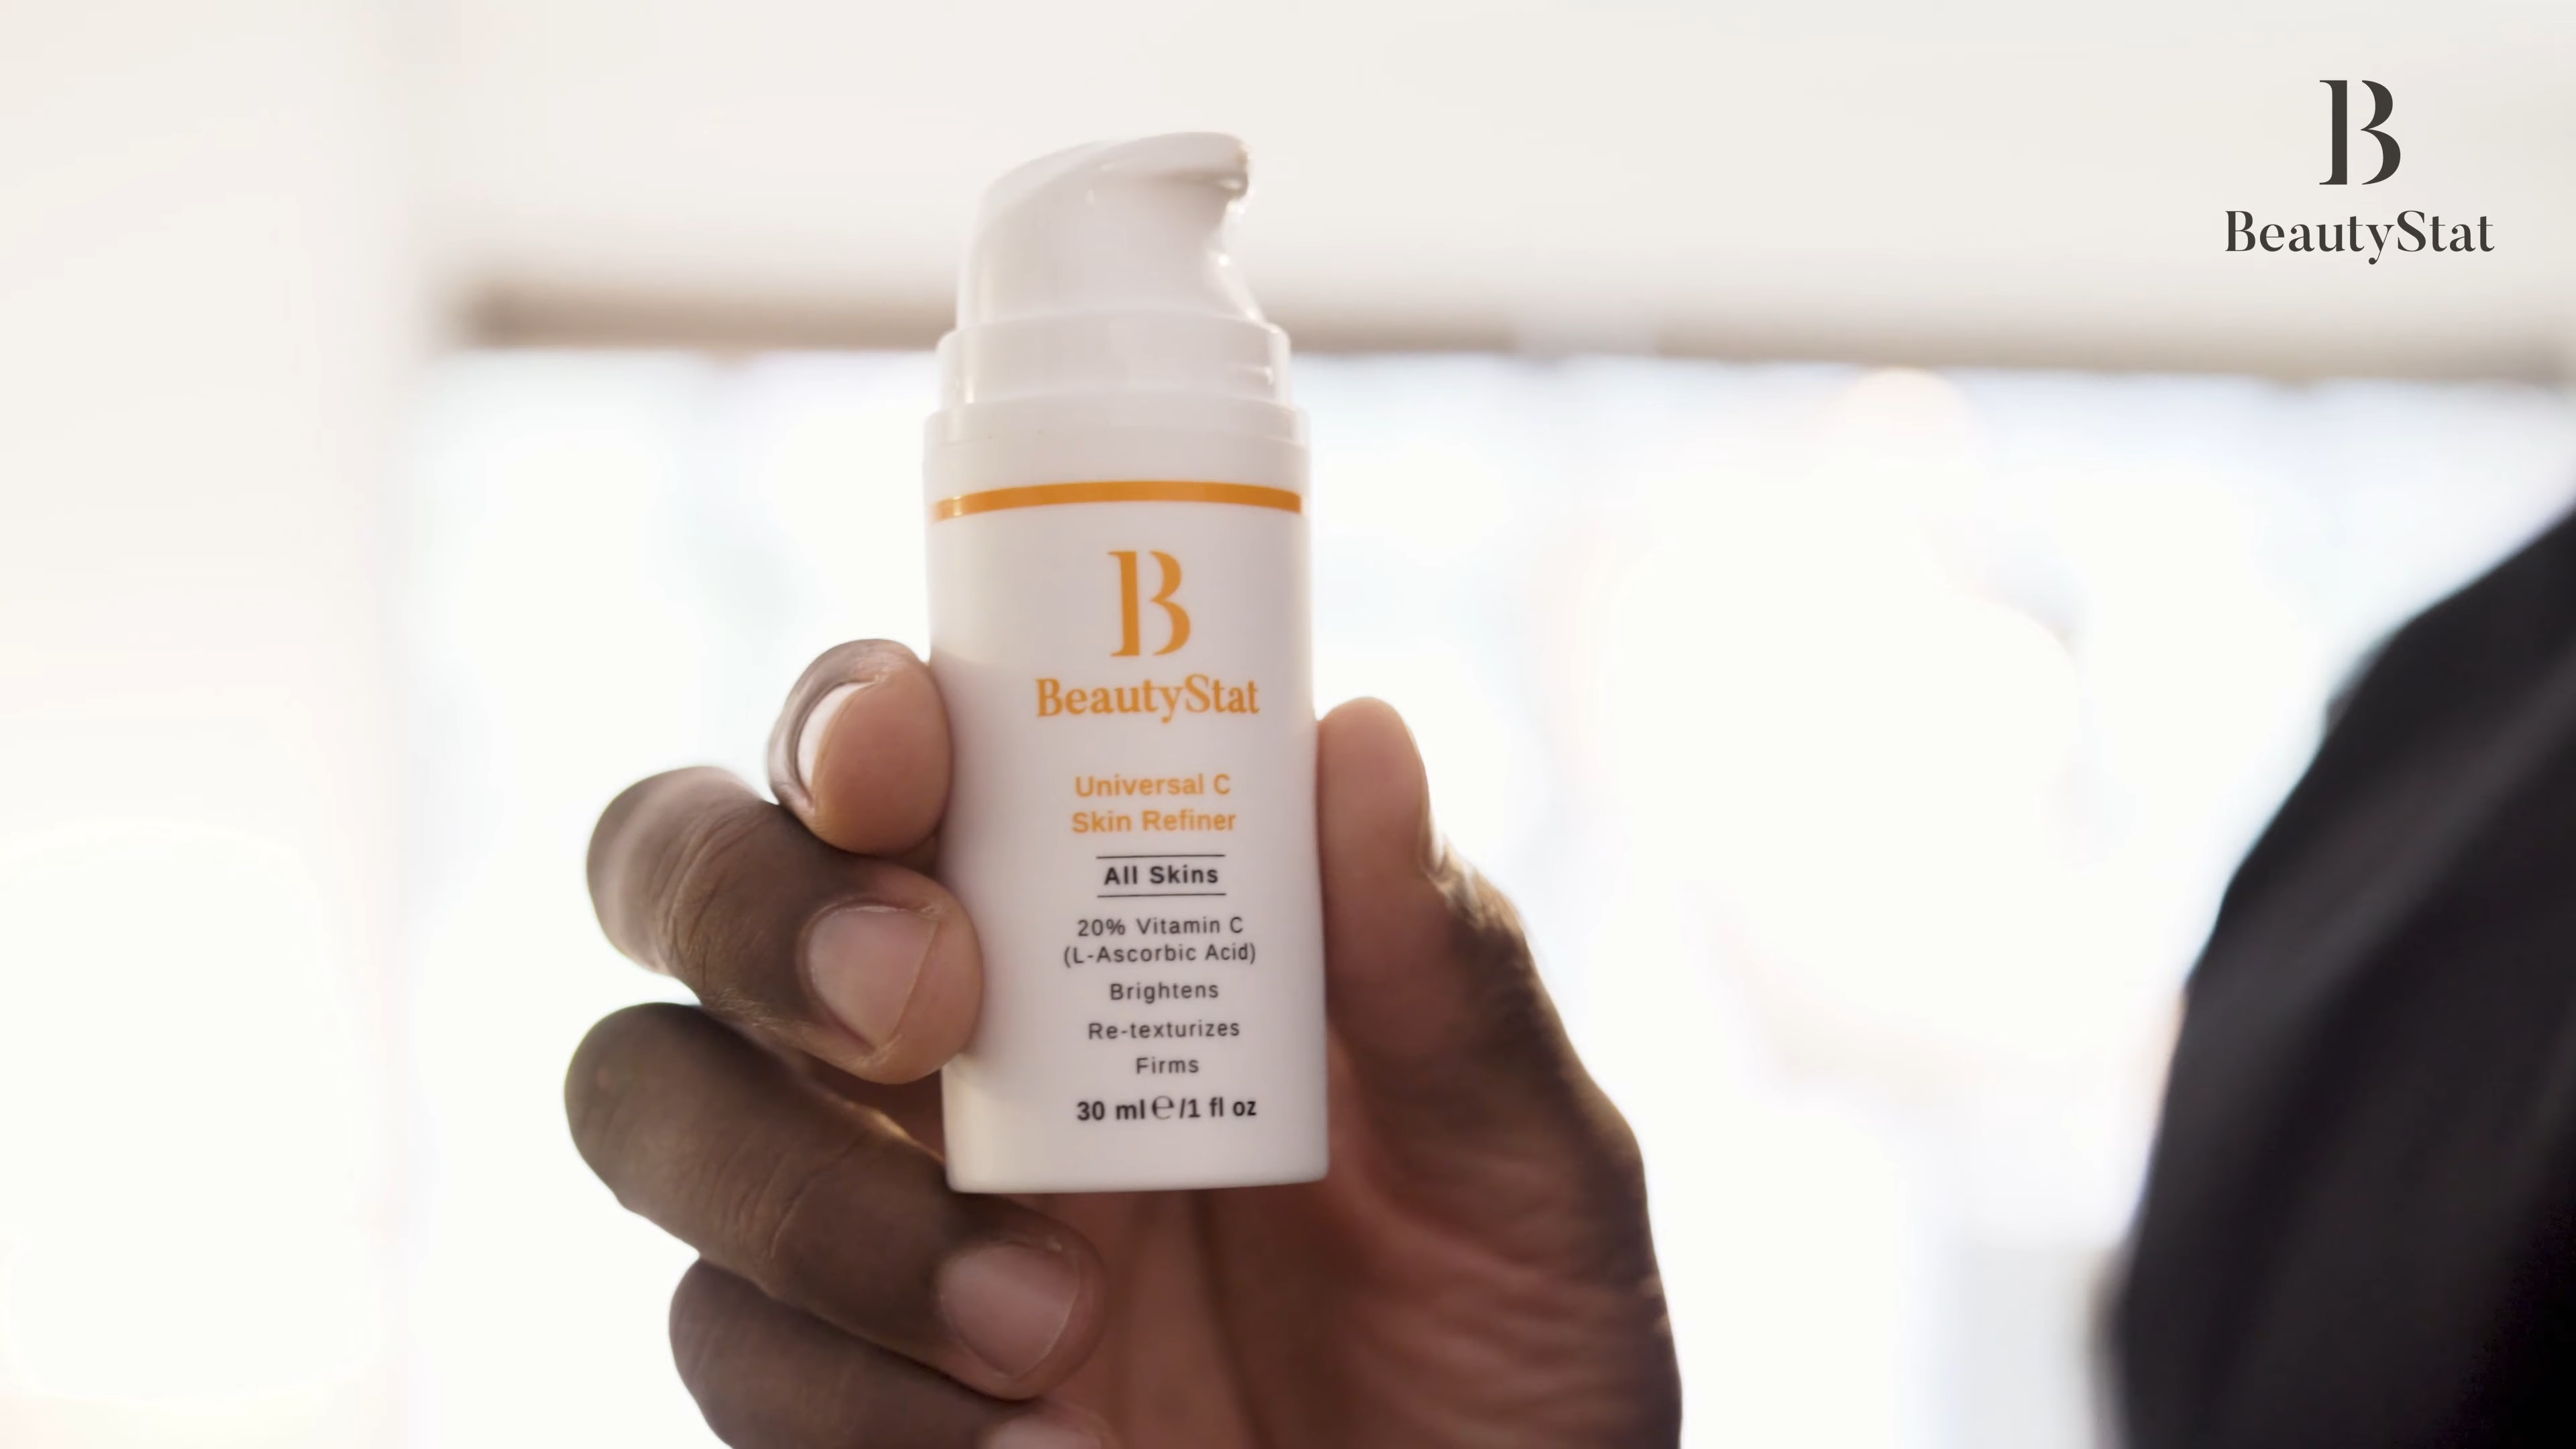 B
BeautyStat
B
BeautyStat
Universal C
Skin Refiner
All Skins
20% Vitamin C
(L-Ascorbic Acid)
Brightens
Re-texturizes
Firms
30 ml℮/1 fl oz